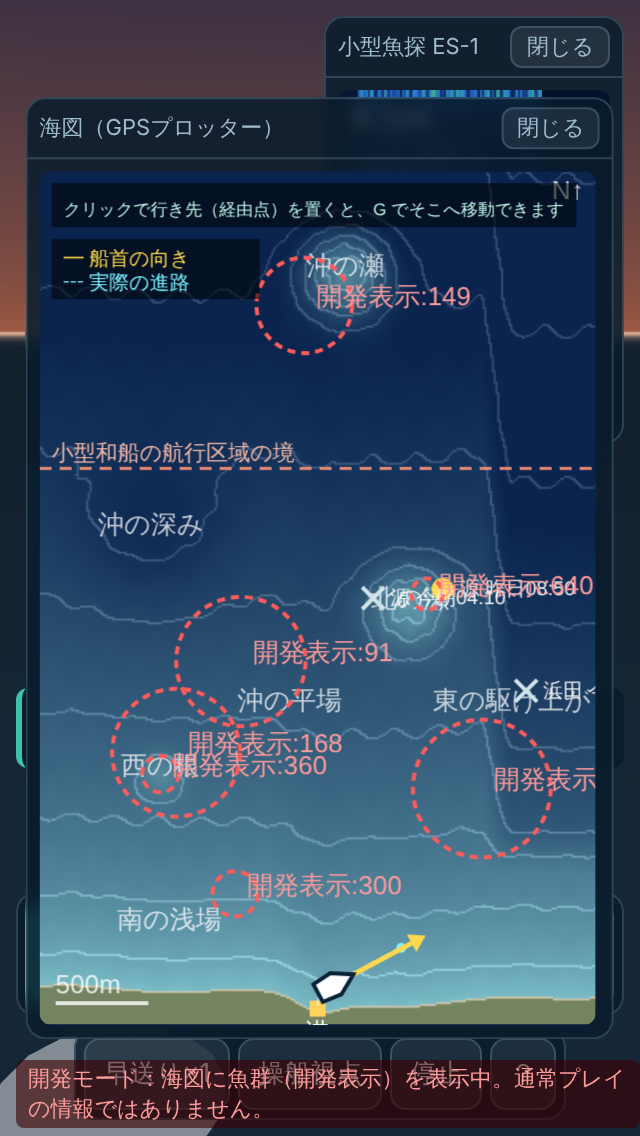 小型魚探 ES-1
閉じる
海図（GPSプロッター）
閉じる
N↑
クリックで行き先（経由点）を置くと、G でそこへ移動できます
船首の向き
--- 実際の進路
沖の瀬
開発表示:149
小型和船の航行区域の境
沖の深み
開発表示:640
開発表示:91
沖の平場
東の駆け上が
浜田
開発表示:168
西の根
開発表示:360
開発表示
開発表示:300
南の浅場
500m
操船視点
停止
開発モード：海図に魚群（開発表示）を表示中。通常プレイ
の情報ではありません。